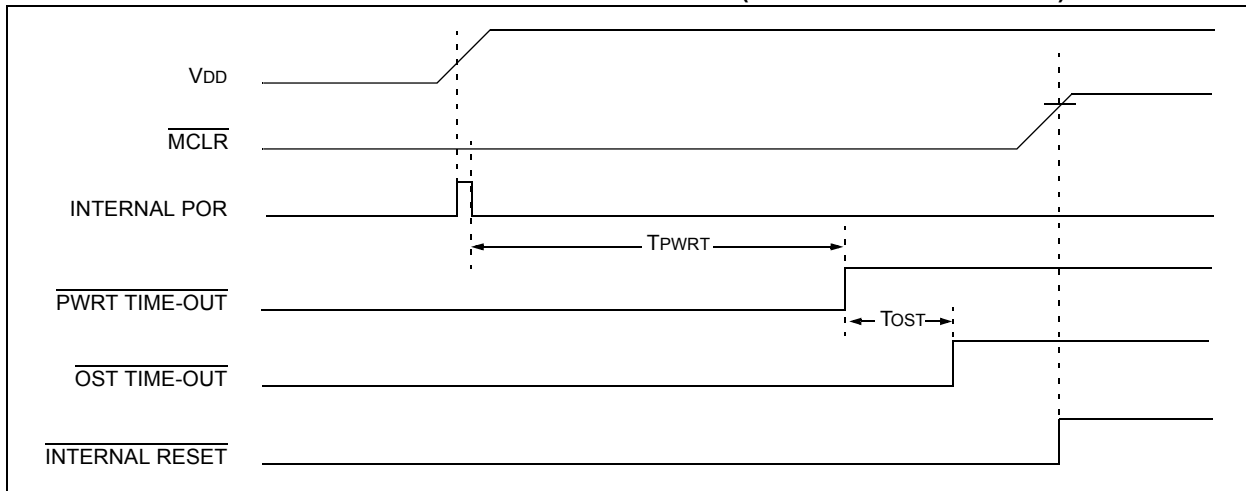 VDD
MCLR
INTERNAL POR
TPWRT
PWRT TIME-OUT
TOST
OST TIME-OUT
INTERNAL RESET